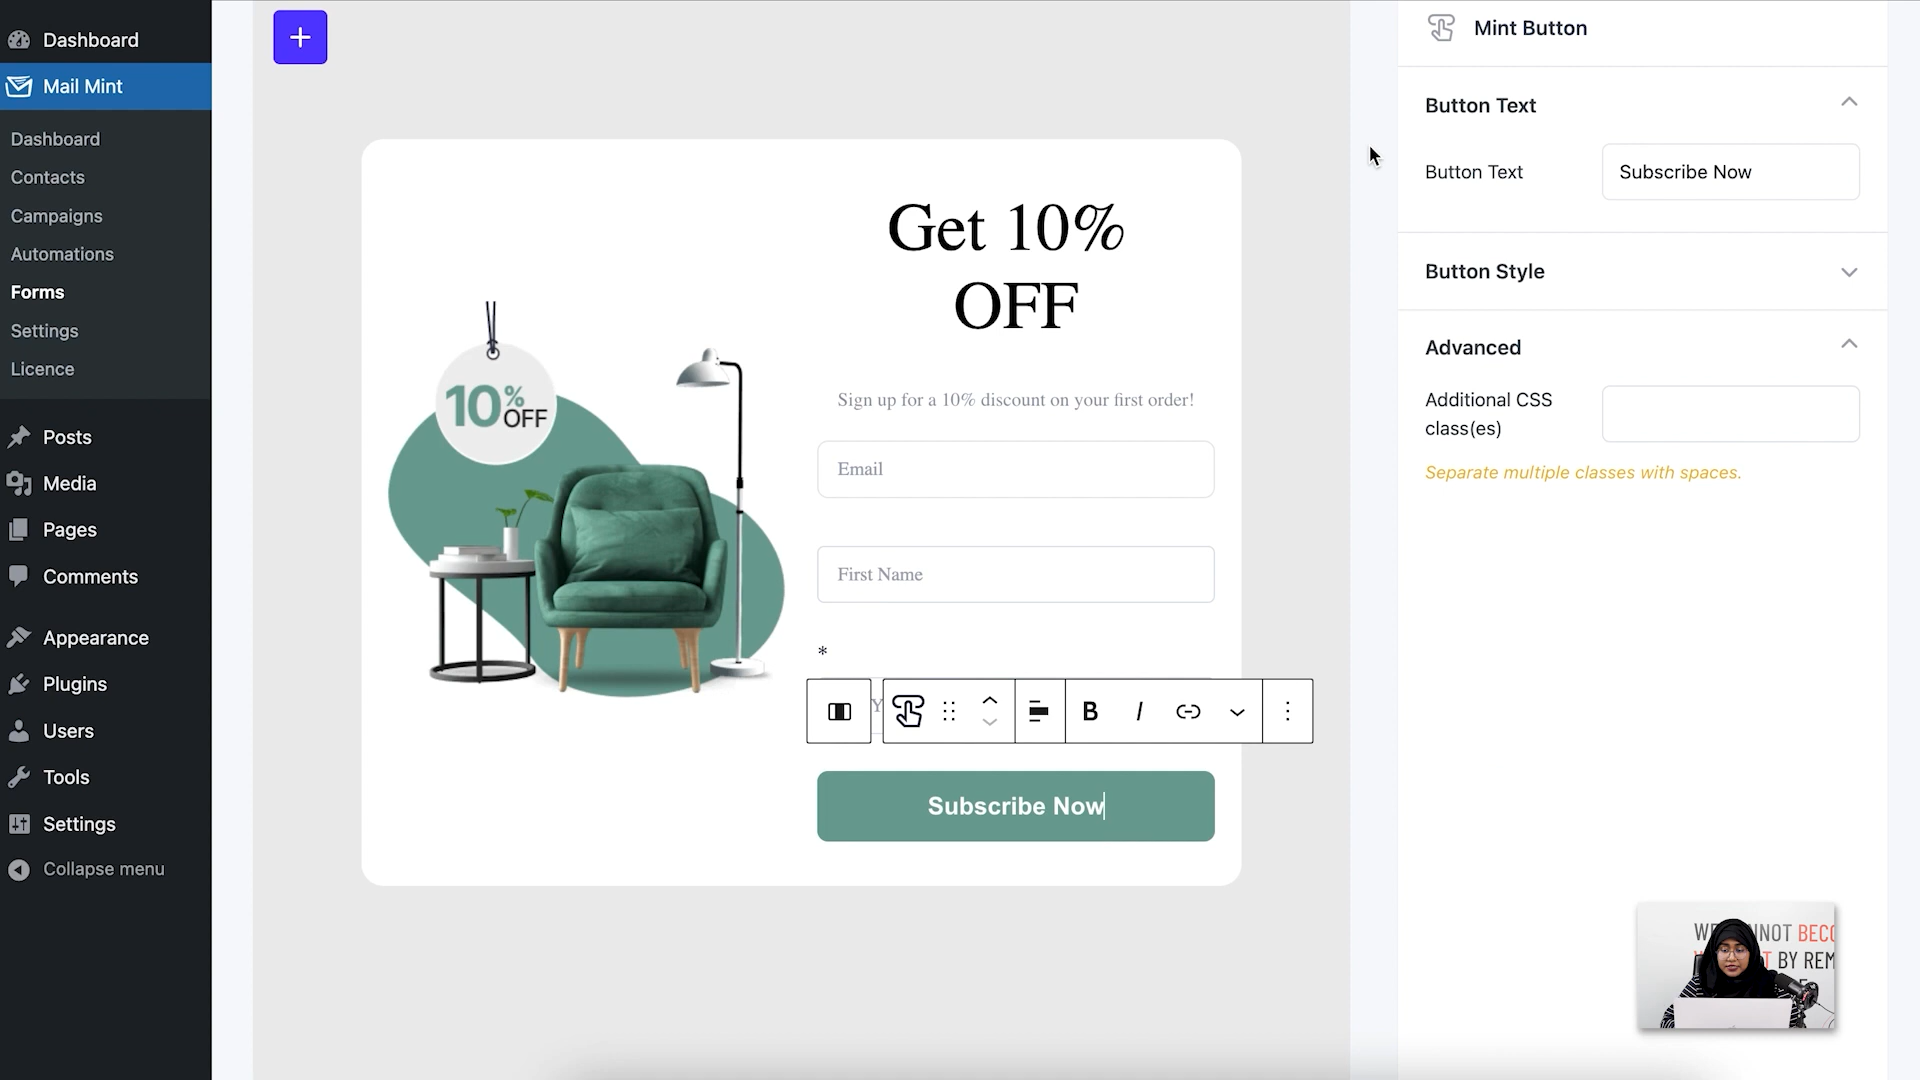 Dashboard
Mail Mint
Dashboard
Contacts
Campaigns
Automations
Forms
Settings
Licence
Posts
Media
Pages
Comments
Appearance
Plugins
Users
Tools
Settings
Collapse menu
10% OFF
Get 10%
OFF
Sign up for a 10% discount on your first order!
Email
First Name
*
B I
Subscribe Now
Mint Button
Button Text
Button Text
Subscribe Now
Button Style
Advanced
Additional CSS
class(es)
Separate multiple classes with spaces.
BY